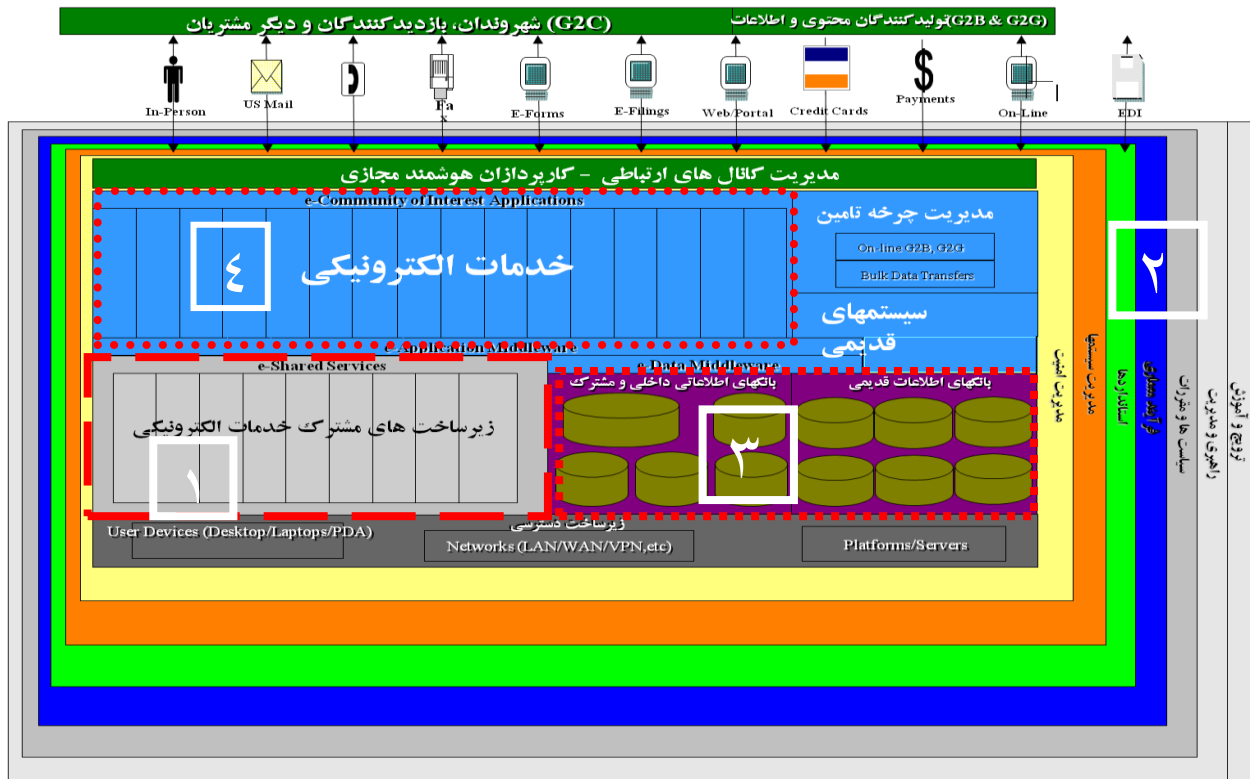 شهروندان، بازدیدکنندگان و دیگر مشتریان (G2C)
تولیدکنندگان محتوی و اطلاعات(G2B & G2G)
In-Person
US Mail
Fa
x
E-Forms
E-Filings
Web/Portal
Credit Cards
$
Payments
On-Line
EDI
مدیریت کانال های ارتباطی - کارپردازان هوشمند مجازی
e-Community of Interest Applications
خدمات الکترونیکی
٤
مدیریت چرخه تامین
On-line G2B, G2G
Bulk Data Transfers
سیستمهای
قدیمی
e-Application Middleware
e-Data Middleware
e-Shared Services
زیرساخت های مشترک خدمات الکترونیکی
١
بانکهای اطلاعاتی داخلی و مشترک
بانکهای اطلاعات قدیمی
٣
زیرساخت دسترسی
User Devices (Desktop/Laptops/PDA)
Networks (LAN/WAN/VPN,etc)
Platforms/Servers
مدیریت امنیت
مدیریت سیستمها
استانداردها
٢
فرآیند مداری
سیاست ها و مقررات
راهبری و مدیریت
ترویج و آموزش